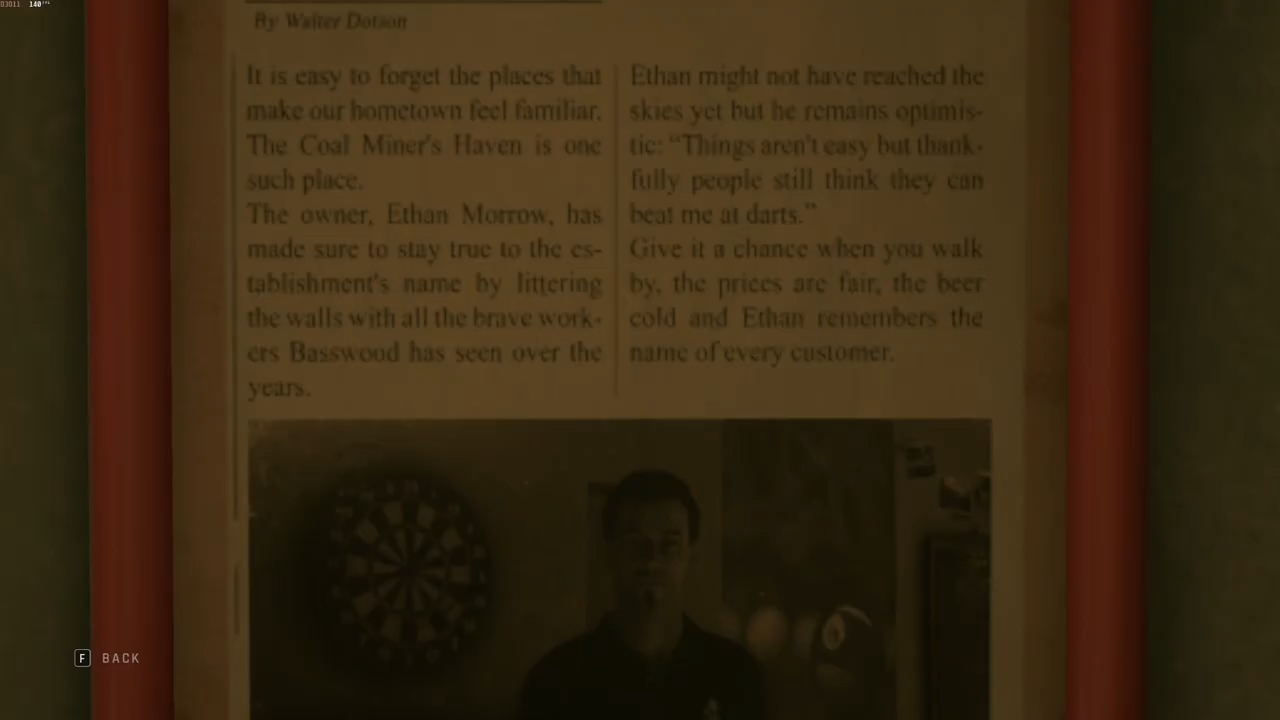 D3D11 140 FPS
By Walter Dotson
It is easy to forget the places that
make our hometown feel familiar.
The Coal Miner's Haven is one
such place.
The owner, Ethan Morrow, has
made sure to stay true to the es-
tablishment's name by littering
the walls with all the brave work-
ers Basswood has seen over the
years.
Ethan might not have reached the
skies yet but he remains optimis-
tic: “Things aren't easy but thank-
fully people still think they can
beat me at darts.”
Give it a chance when you walk
by, the prices are fair, the beer
cold and Ethan remembers the
name of every customer.
F BACK